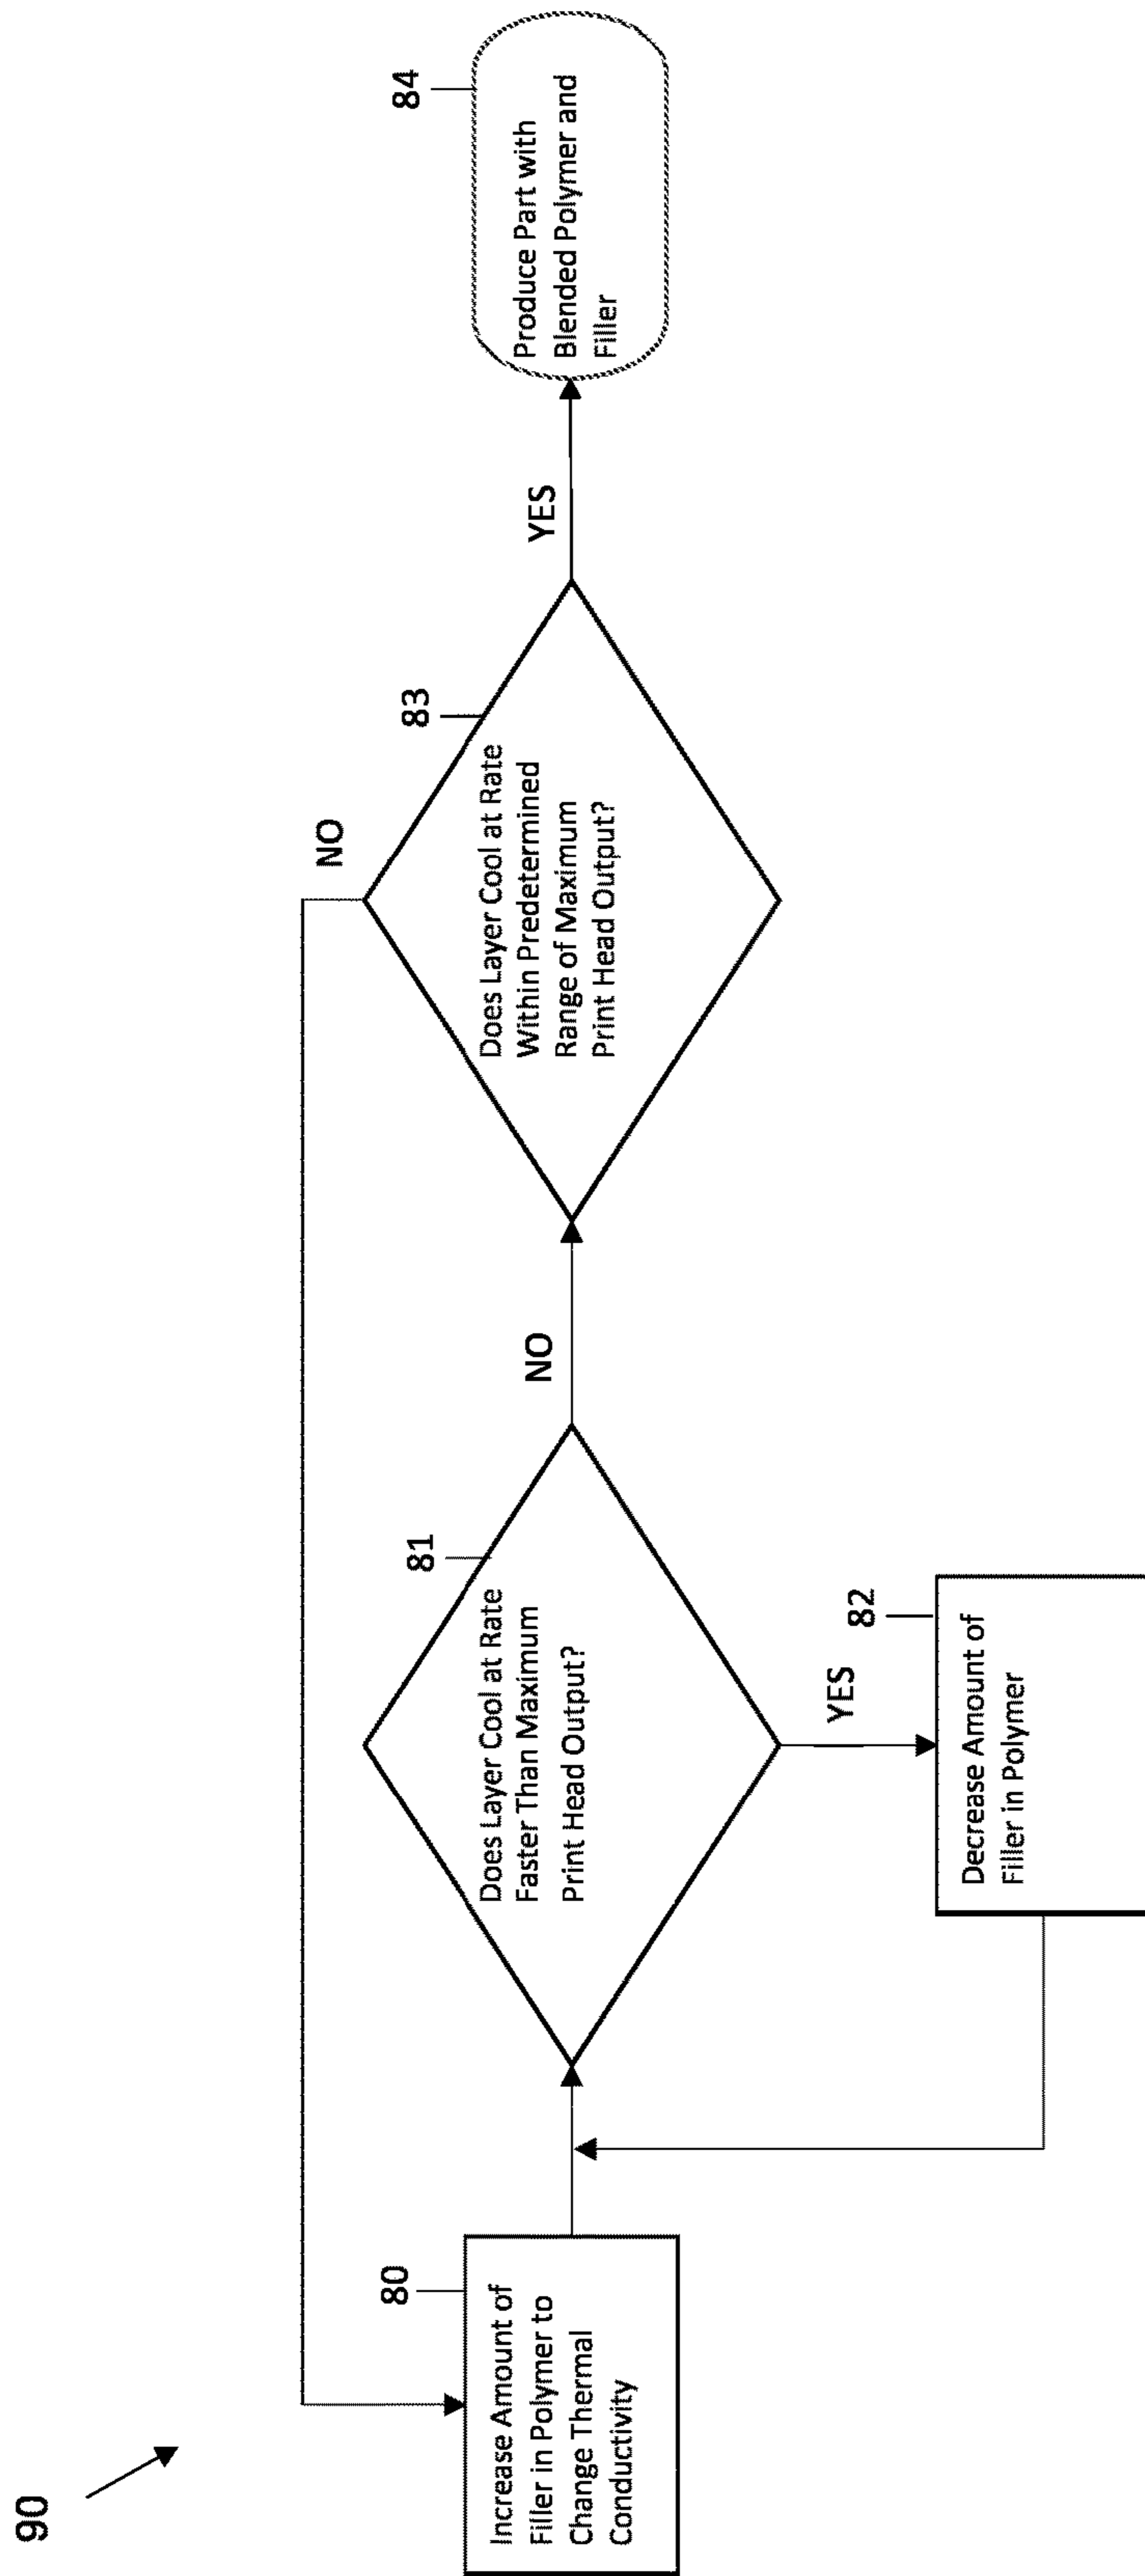 90
80
Increase Amount of
Filler in Polymer to
Change Thermal
Conductivity
81
Does Layer Cool at Rate
Faster Than Maximum
Print Head Output?
YES
82
Decrease Amount of
Filler in Polymer
NO
83
Does Layer Cool at Rate
Within Predetermined
Range of Maximum
Print Head Output?
NO
YES
84
Produce Part with
Blended Polymer and
Filler